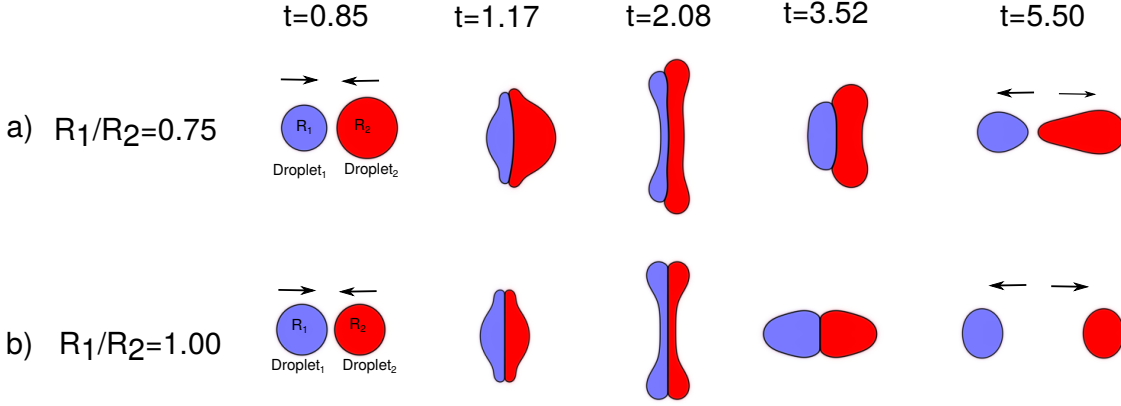 t=0.85 t=1.17 t=2.08 t=3.52 t=5.50
a) R1/R2=0.75
R1 R2
Droplet1 Droplet2
b) R1/R2=1.00
R1 R2
Droplet1 Droplet2